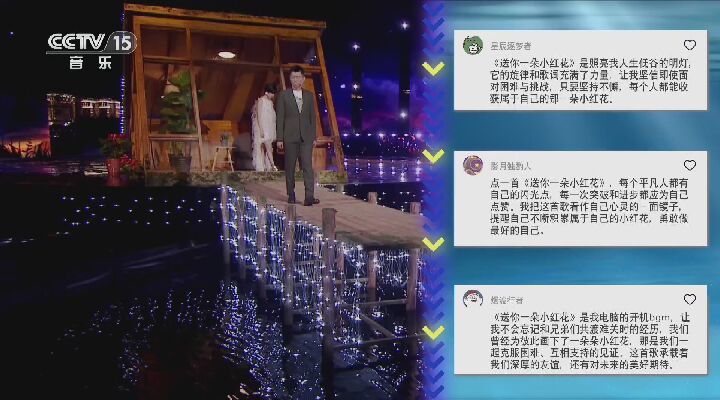 CCTV 15
音乐
星辰逐梦者
《送你一朵小红花》是照亮我人生低谷的明灯，
它的旋律和歌词充满了力量，让我坚信即使面
对困难与挑战，只要坚持不懈，每个人都能收
获属于自己的那一朵小红花。
影月独酌人
点一首《送你一朵小红花》，每个平凡人都有
自己的闪光点，每一次突破和进步都应为自己
点赞。我把这首歌看作自己心灵的一面镜子，
提醒自己不断积累属于自己的小红花，勇敢做
最好的自己。
烟波行者
《送你一朵小红花》是我电脑的开机bgm，让
我不会忘记和兄弟们共渡难关时的经历，我们
曾经为彼此画下了一朵朵小红花，那是我们一
起克服困难、互相支持的见证，这首歌承载着
我们深厚的友谊，还有对未来的美好期待。